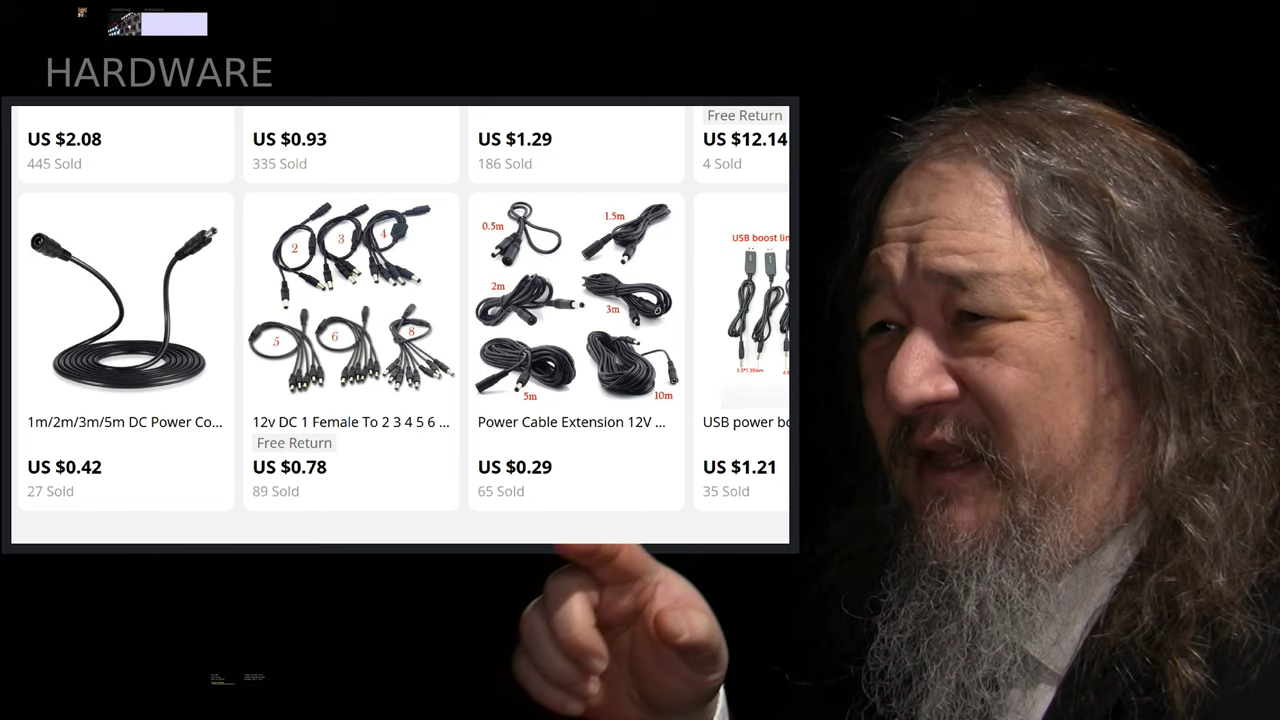 HARDWARE
Free Return
US $2.08
US $0.93
US $1.29
US $12.14
445 Sold
335 Sold
186 Sold
4 Sold
2
3
4
5
6
8
0.5m
1.5m
2m
3m
5m
10m
USB boost lin
1m/2m/3m/5m DC Power Co...
12v DC 1 Female To 2 3 4 5 6 ...
Power Cable Extension 12V ...
USB power bo
Free Return
US $0.42
US $0.78
US $0.29
US $1.21
27 Sold
89 Sold
65 Sold
35 Sold